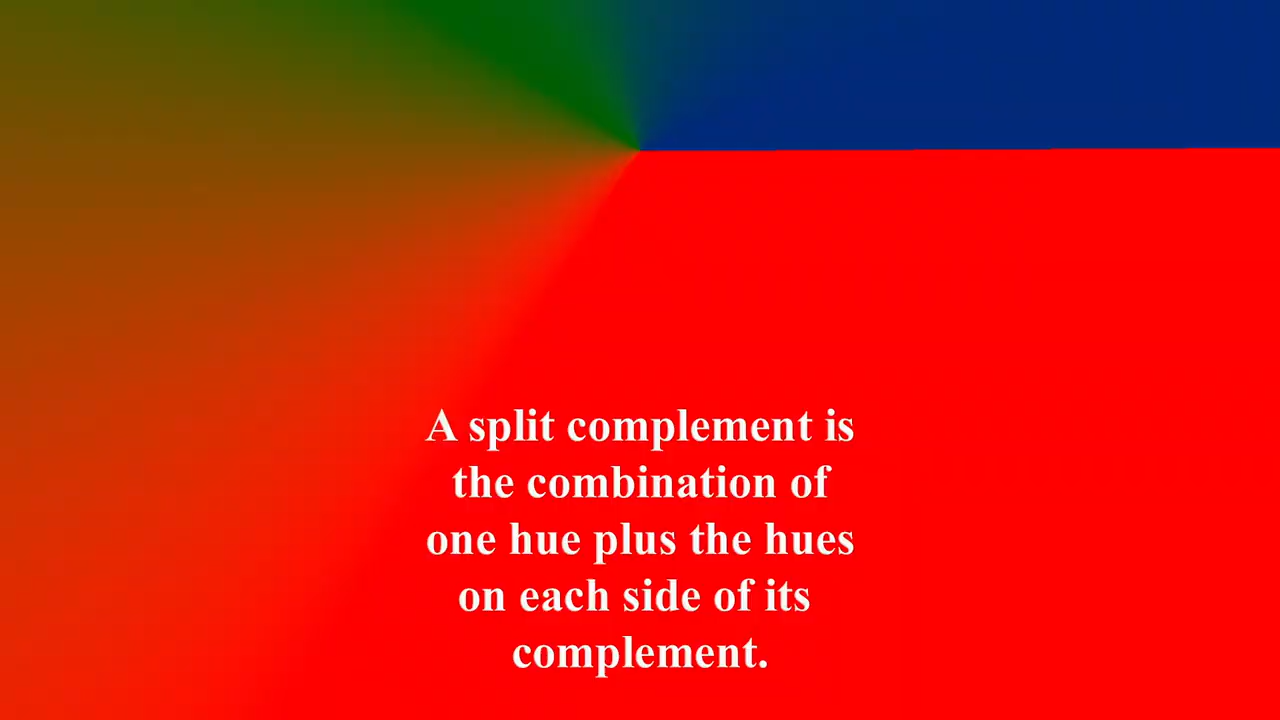 A split complement is
the combination of
one hue plus the hues
on each side of its
complement.